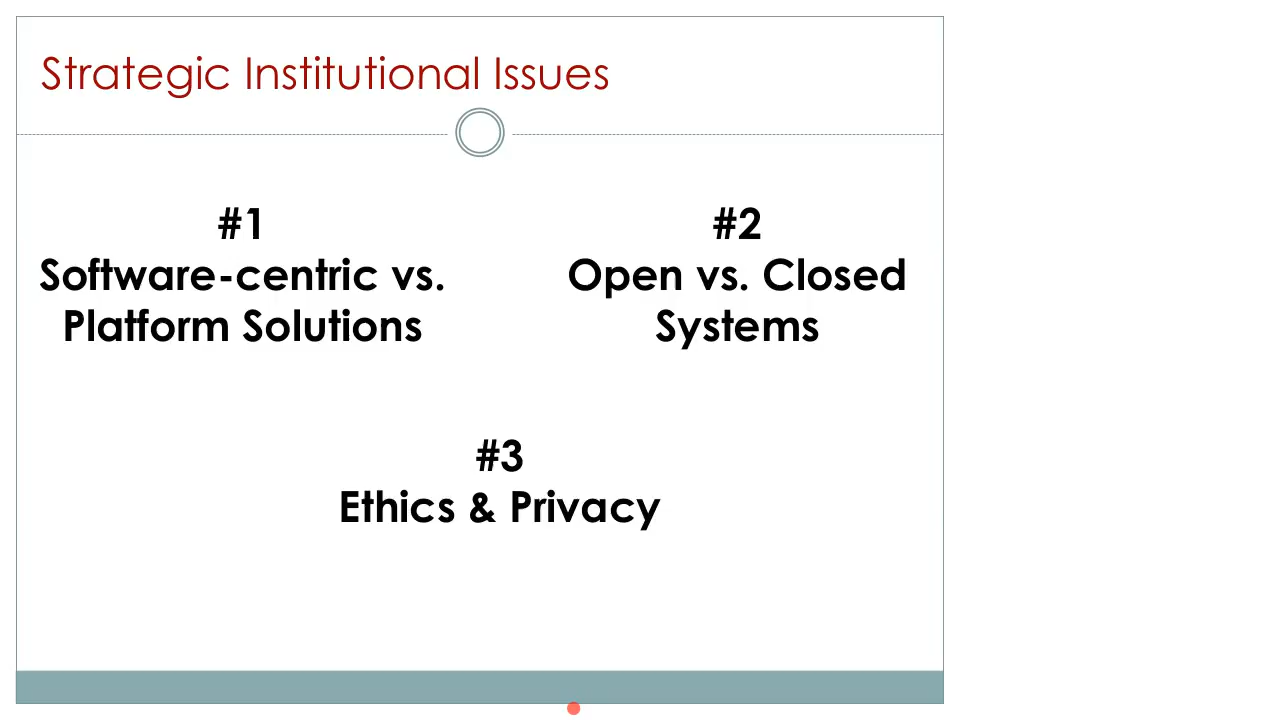 Strategic Institutional Issues
#1
Software-centric vs.
Platform Solutions
#2
Open vs. Closed
Systems
#3
Ethics & Privacy